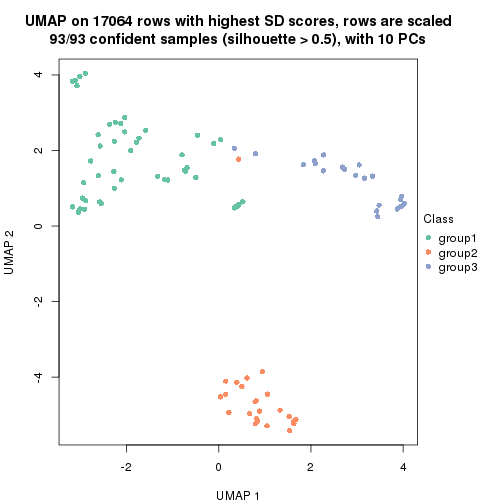 UMAP on 17064 rows with highest SD scores, rows are scaled
93/93 confident samples (silhouette > 0.5), with 10 PCs
4
2
0
-2
-4
UMAP 2
-2
0
2
4
UMAP 1
Class
group1
group2
group3